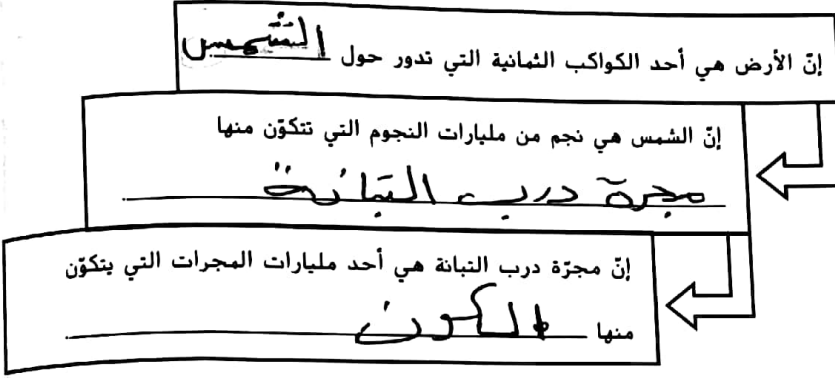 إنّ الأرض هي أحد الكواكب الثمانية التي تدور حول الشمس
إنّ الشمس هي نجم من مليارات النجوم التي تتكوّن منها
مجرة درب التبانة
إنّ مجرّة درب التبانة هي أحد مليارات المجرات التي يتكوّن
منها الكون